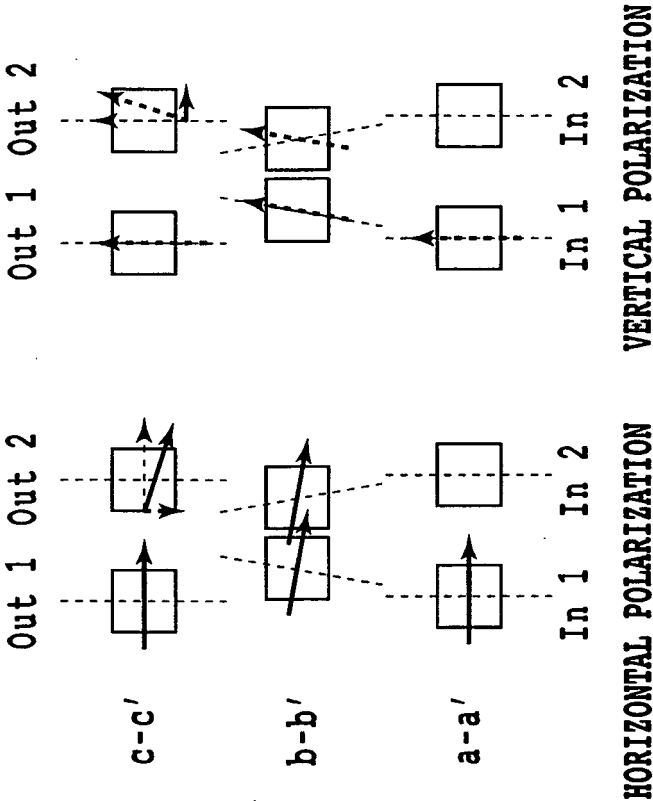 Out 1 Out 2 Out 1 Out 2
c-c'
b-b'
a-a'
In 1 In 2 In 1 In 2
HORIZONTAL POLARIZATION VERTICAL POLARIZATION